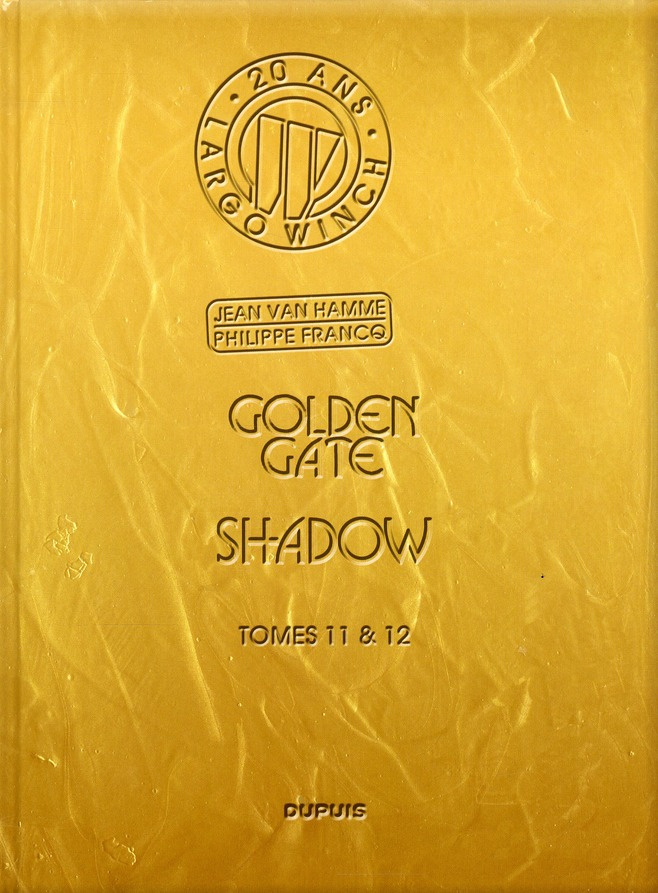 • 20 ANS •
LARGO WINCH
W
JEAN VAN HAMME
PHILIPPE FRANCQ
GOLDEN
GATE
SHADOW
TOMES 11 & 12
DUPUIS